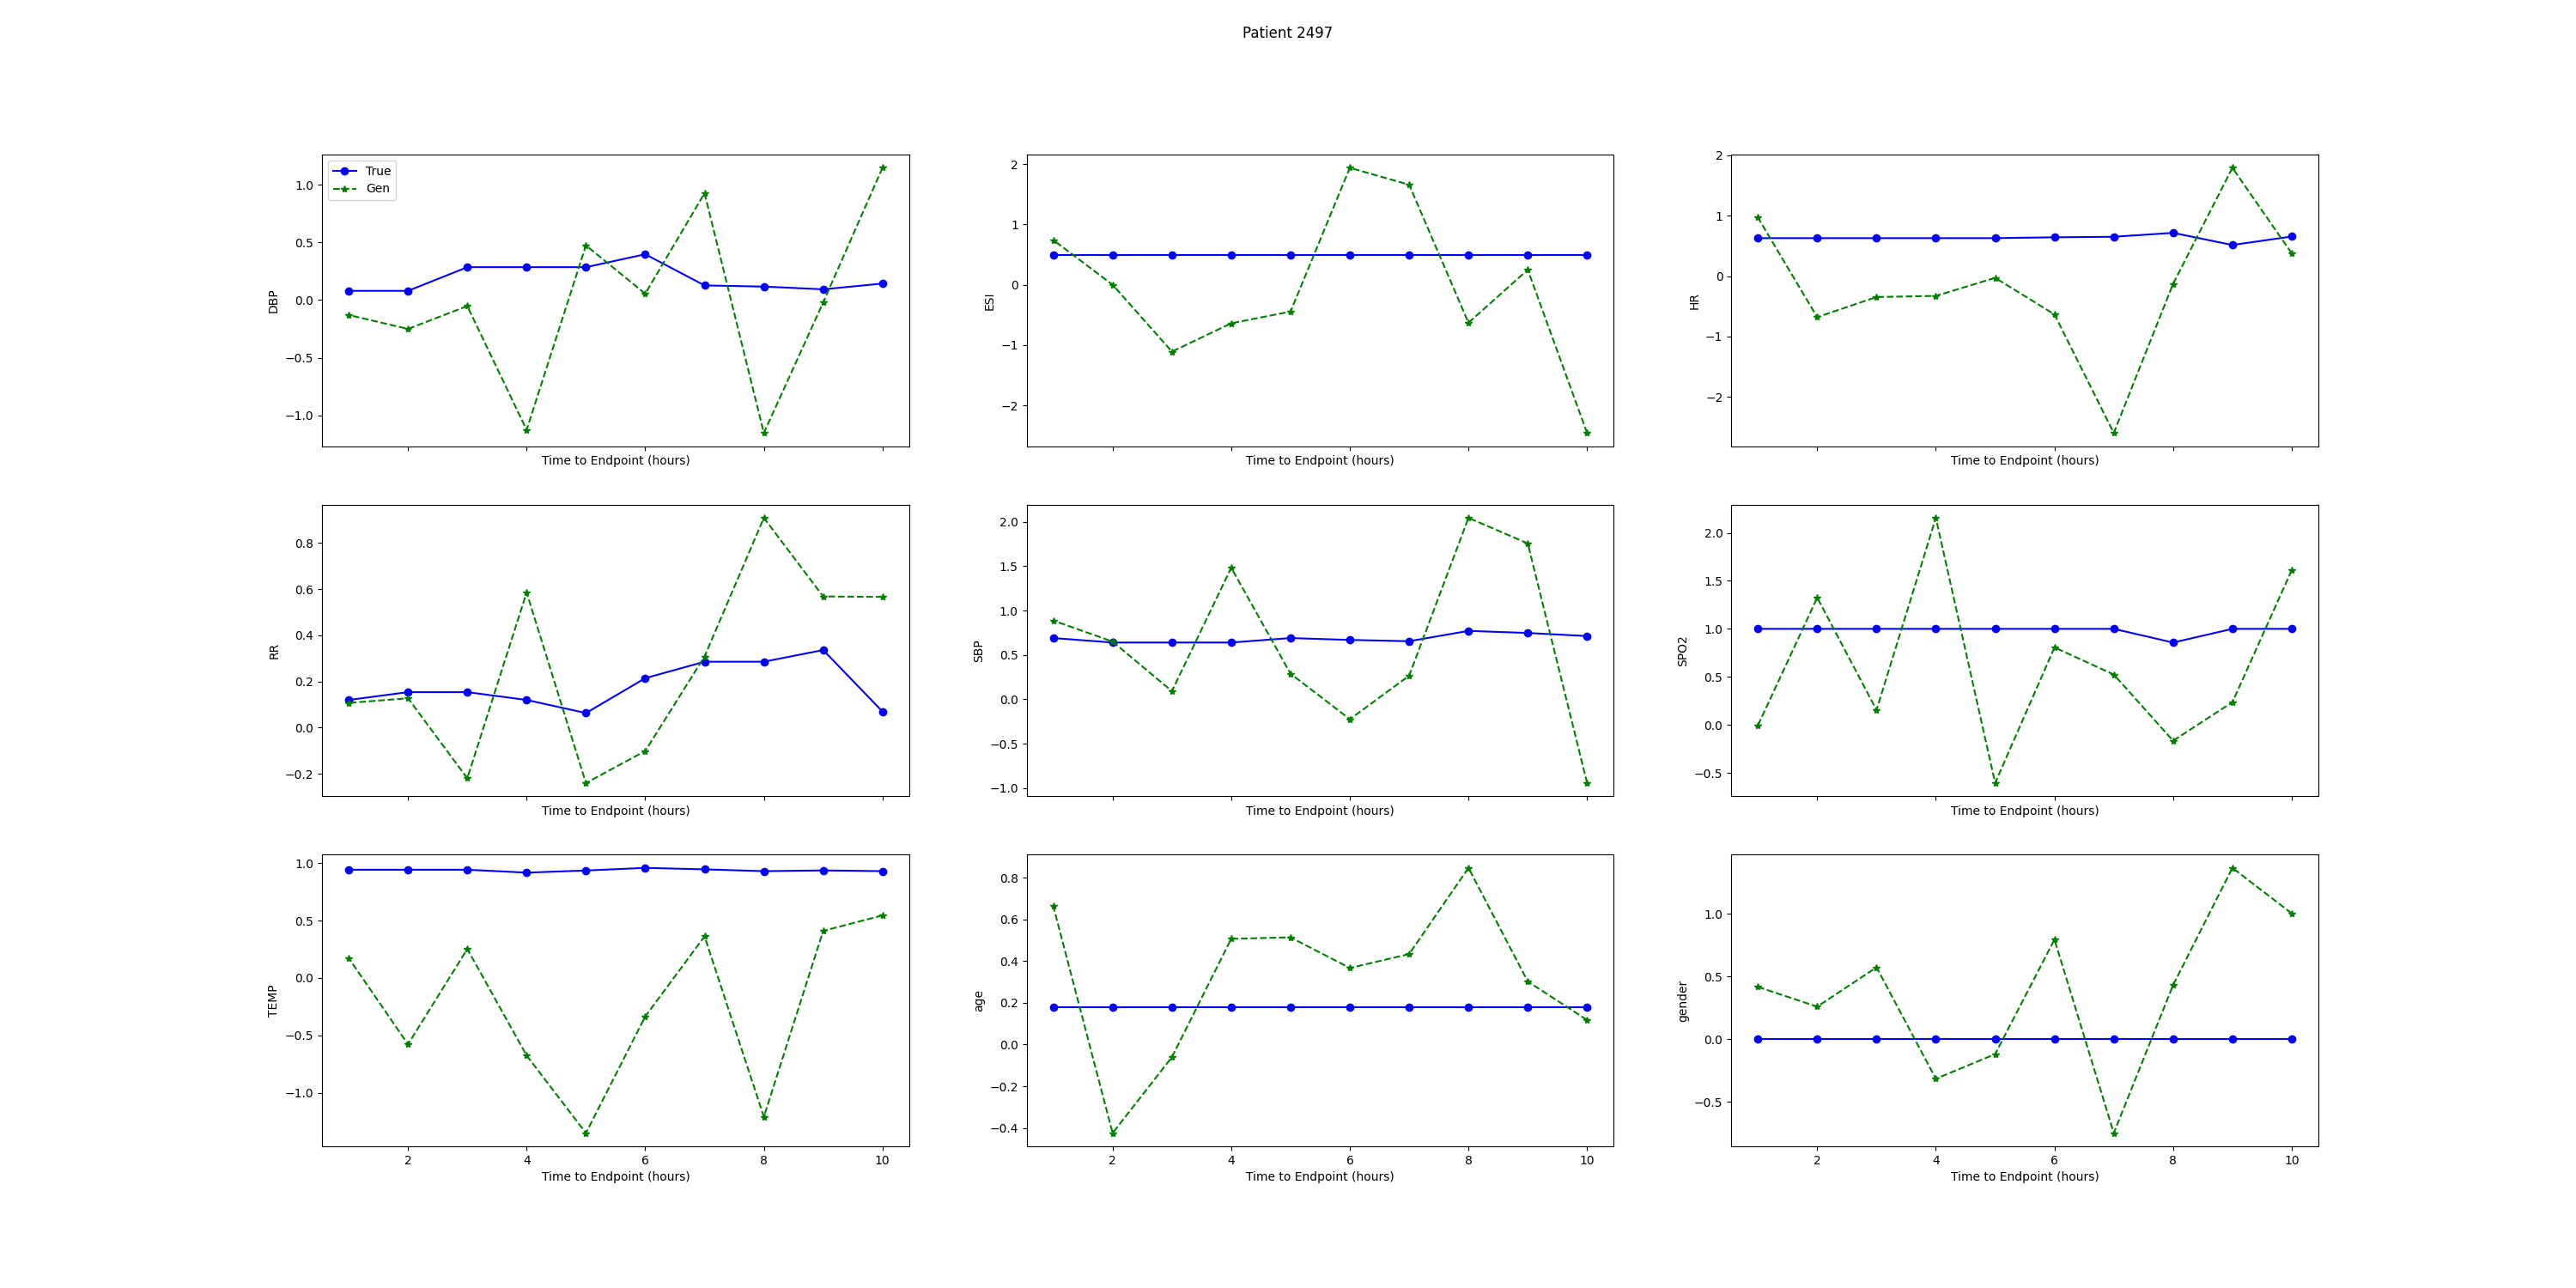 Patient 2497
True
Gen
1.0
0.5
0.0
−0.5
−1.0
DBP
Time to Endpoint (hours)
2
1
0
−1
−2
ESI
Time to Endpoint (hours)
2
1
0
−1
−2
HR
Time to Endpoint (hours)
0.8
0.6
0.4
0.2
0.0
−0.2
RR
Time to Endpoint (hours)
2.0
1.5
1.0
0.5
0.0
−0.5
−1.0
SBP
Time to Endpoint (hours)
2.0
1.5
1.0
0.5
0.0
−0.5
SPO2
Time to Endpoint (hours)
1.0
0.5
0.0
−0.5
−1.0
TEMP
2 4 6 8 10
Time to Endpoint (hours)
0.8
0.6
0.4
0.2
0.0
−0.2
−0.4
age
2 4 6 8 10
Time to Endpoint (hours)
1.0
0.5
0.0
−0.5
gender
2 4 6 8 10
Time to Endpoint (hours)